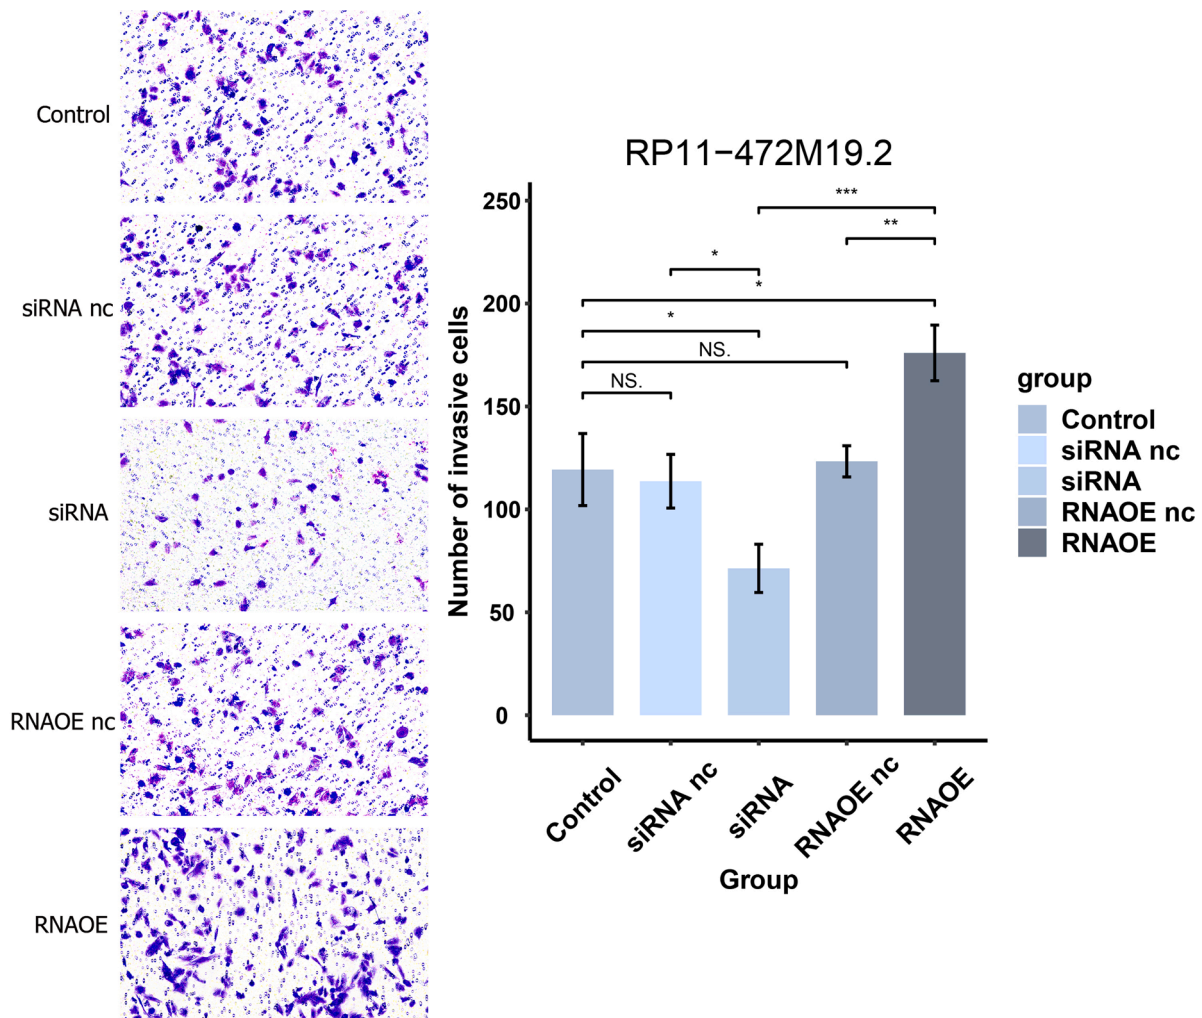 Control
siRNA nc
siRNA
RNAOE nc
RNAOE
RP11−472M19.2
Number of invasive cells
250
200
150
100
50
0
***
**
*
*
*
NS.
NS.
Control
siRNA nc
siRNA
RNAOE nc
RNAOE
Group
group
Control
siRNA nc
siRNA
RNAOE nc
RNAOE